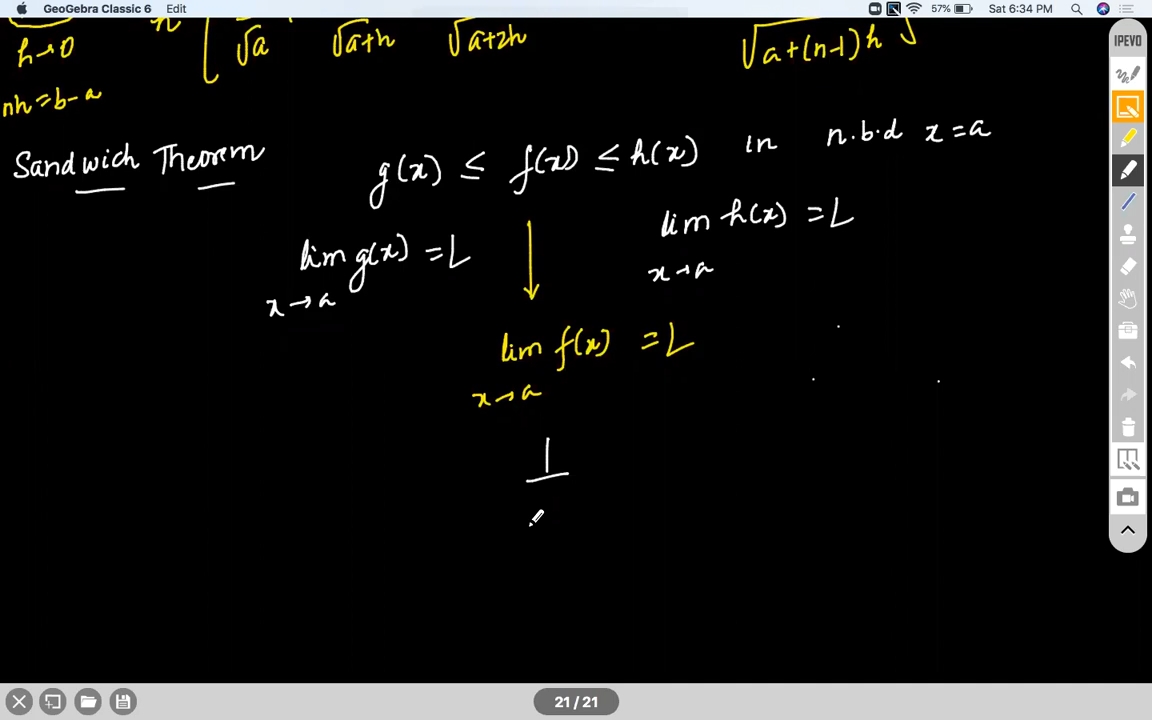 GeoGebra Classic 6 Edit 57% Sat 6:34 PM
h→0 √a √a+h √a+2h √a+(n-1)h
nh=b-a
IPEVO
Sandwich Theorem g(x) ≤ f(x) ≤ h(x) in n.b.d x=a
lim g(x) =L lim h(x) =L
x→a x→a
lim f(x) =L
x→a
1
21 / 21